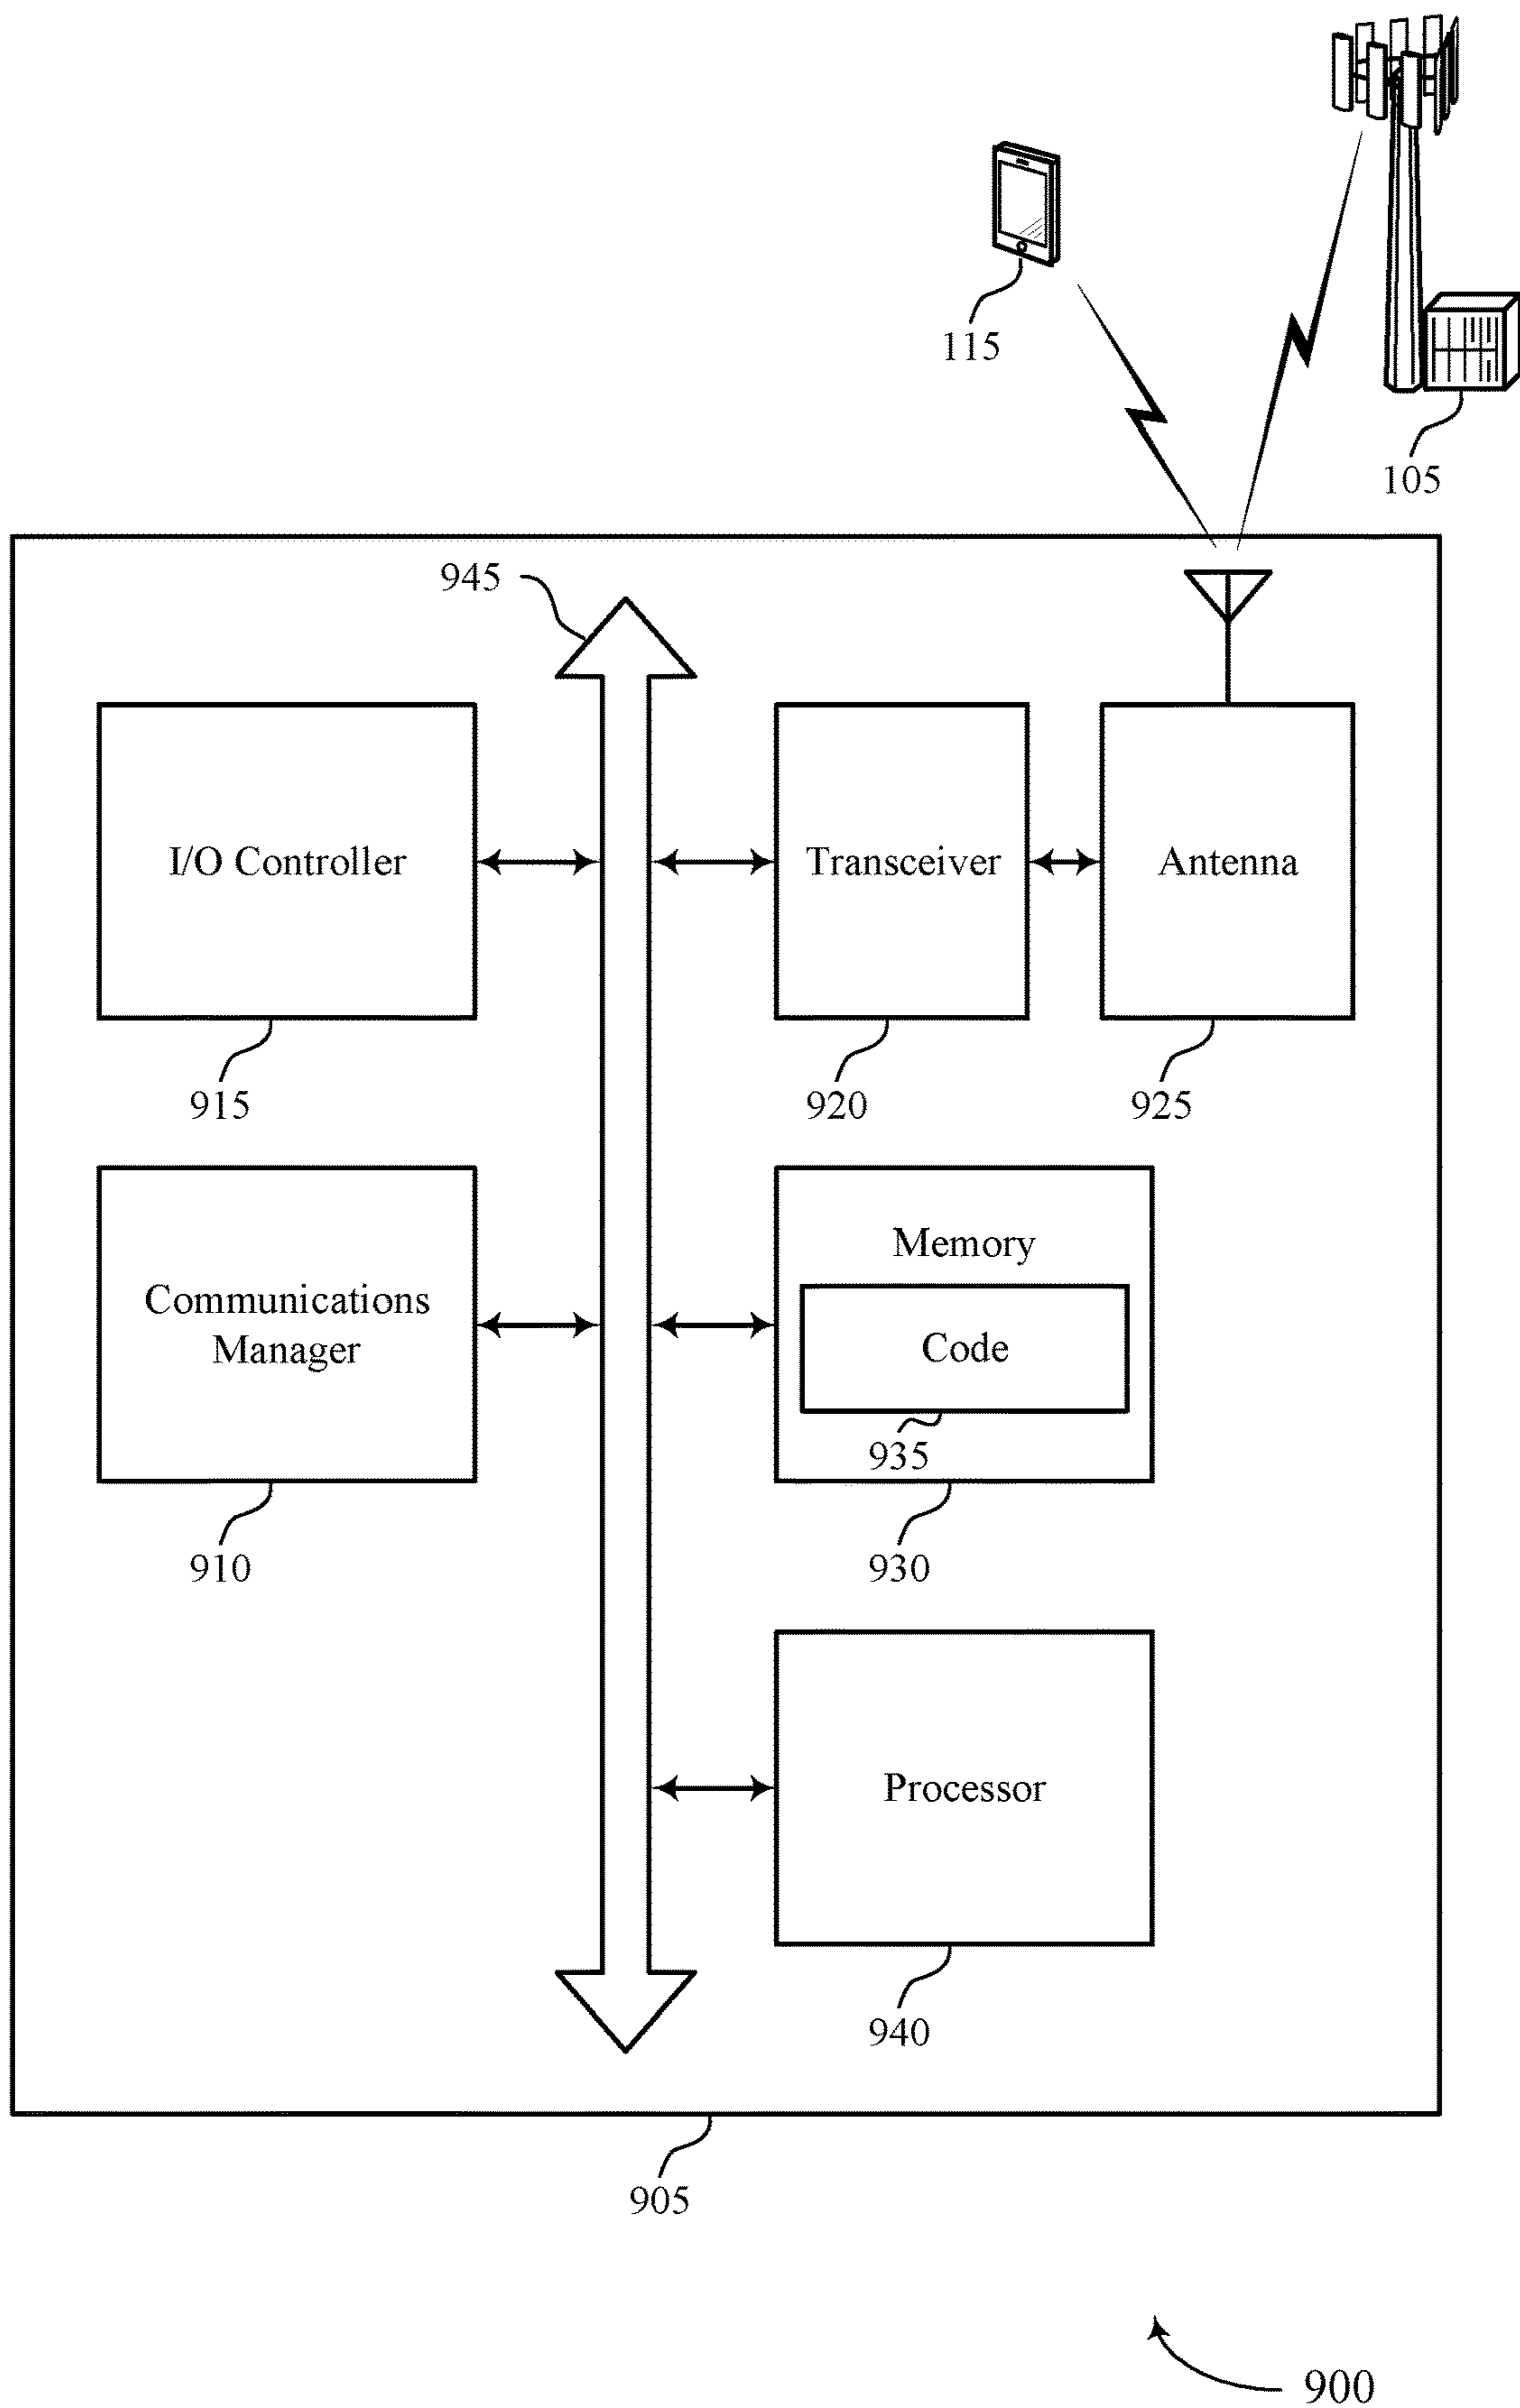 115
105
945
I/O Controller
Transceiver
Antenna
915
920
925
Communications
Manager
Memory
Code
935
910
930
Processor
940
905
900